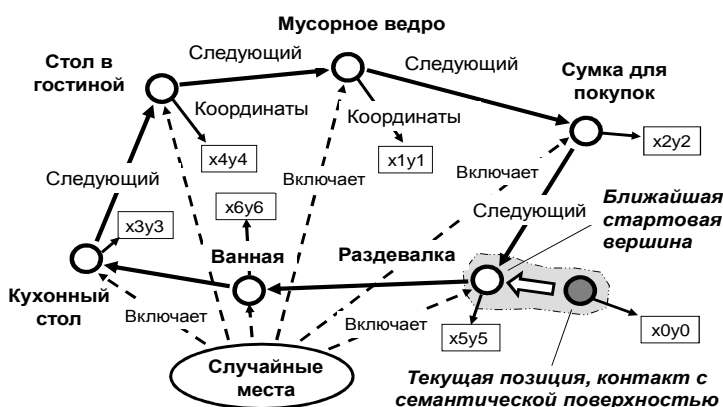 Мусорное ведро
Стол в
гостиной
Следующий
Следующий
Сумка для
покупок
Координаты
Координаты
x4y4
x1y1
x2y2
Включает
Включает
Следующий
x6y6
Следующий
Ближайшая
стартовая
вершина
x3y3
Ванная
Раздевалка
Кухонный
стол
Включает
Включает
x5y5
x0y0
Случайные
места
Текущая позиция, контакт с
семантической поверхностью